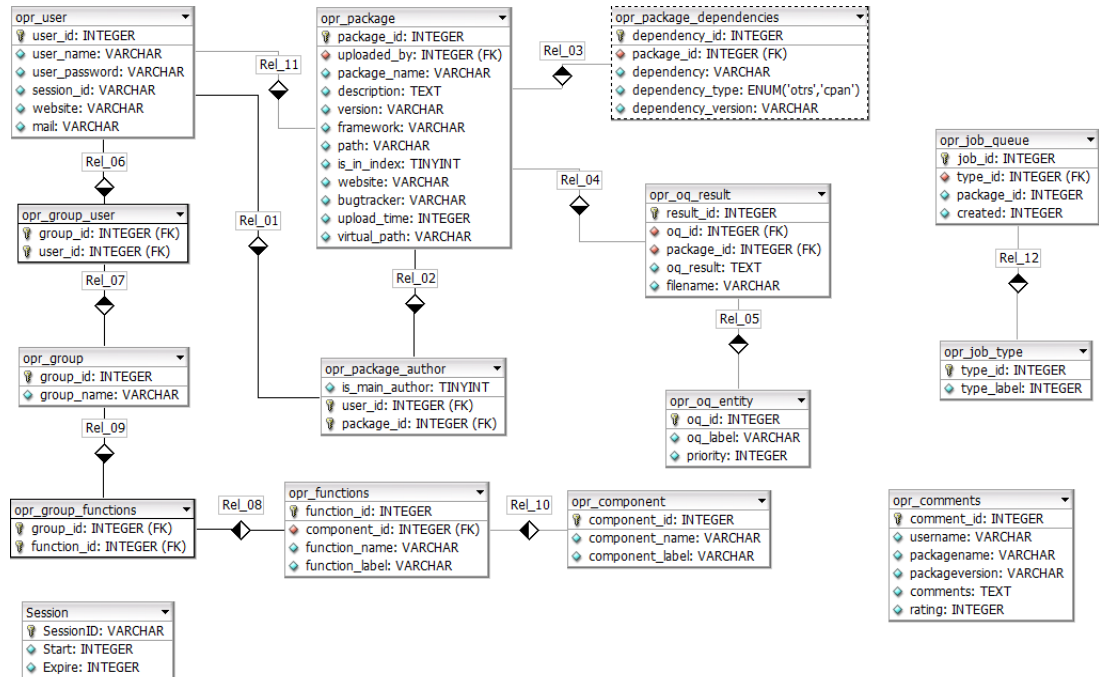 opr_user
user_id: INTEGER
user_name: VARCHAR
user_password: VARCHAR
session_id: VARCHAR
website: VARCHAR
mail: VARCHAR
Rel_11
opr_package
package_id: INTEGER
uploaded_by: INTEGER (FK)
package_name: VARCHAR
description: TEXT
version: VARCHAR
framework: VARCHAR
path: VARCHAR
is_in_index: TINYINT
website: VARCHAR
bugtracker: VARCHAR
upload_time: INTEGER
virtual_path: VARCHAR
Rel_03
opr_package_dependencies
dependency_id: INTEGER
package_id: INTEGER (FK)
dependency: VARCHAR
dependency_type: ENUM('otrs','cpan')
dependency_version: VARCHAR
opr_job_queue
job_id: INTEGER
type_id: INTEGER (FK)
package_id: INTEGER
created: INTEGER
Rel_06
Rel_01
Rel_04
opr_oq_result
result_id: INTEGER
oq_id: INTEGER (FK)
package_id: INTEGER (FK)
oq_result: TEXT
filename: VARCHAR
opr_group_user
group_id: INTEGER (FK)
user_id: INTEGER (FK)
Rel_07
Rel_02
Rel_12
Rel_05
opr_group
group_id: INTEGER
group_name: VARCHAR
opr_package_author
is_main_author: TINYINT
user_id: INTEGER (FK)
package_id: INTEGER (FK)
opr_job_type
type_id: INTEGER
type_label: INTEGER
opr_oq_entity
oq_id: INTEGER
oq_label: VARCHAR
priority: INTEGER
Rel_09
opr_group_functions
group_id: INTEGER (FK)
function_id: INTEGER (FK)
Rel_08
opr_functions
function_id: INTEGER
component_id: INTEGER (FK)
function_name: VARCHAR
function_label: VARCHAR
Rel_10
opr_component
component_id: INTEGER
component_name: VARCHAR
component_label: VARCHAR
opr_comments
comment_id: INTEGER
username: VARCHAR
packagename: VARCHAR
packageversion: VARCHAR
comments: TEXT
rating: INTEGER
Session
SessionID: VARCHAR
Start: INTEGER
Expire: INTEGER